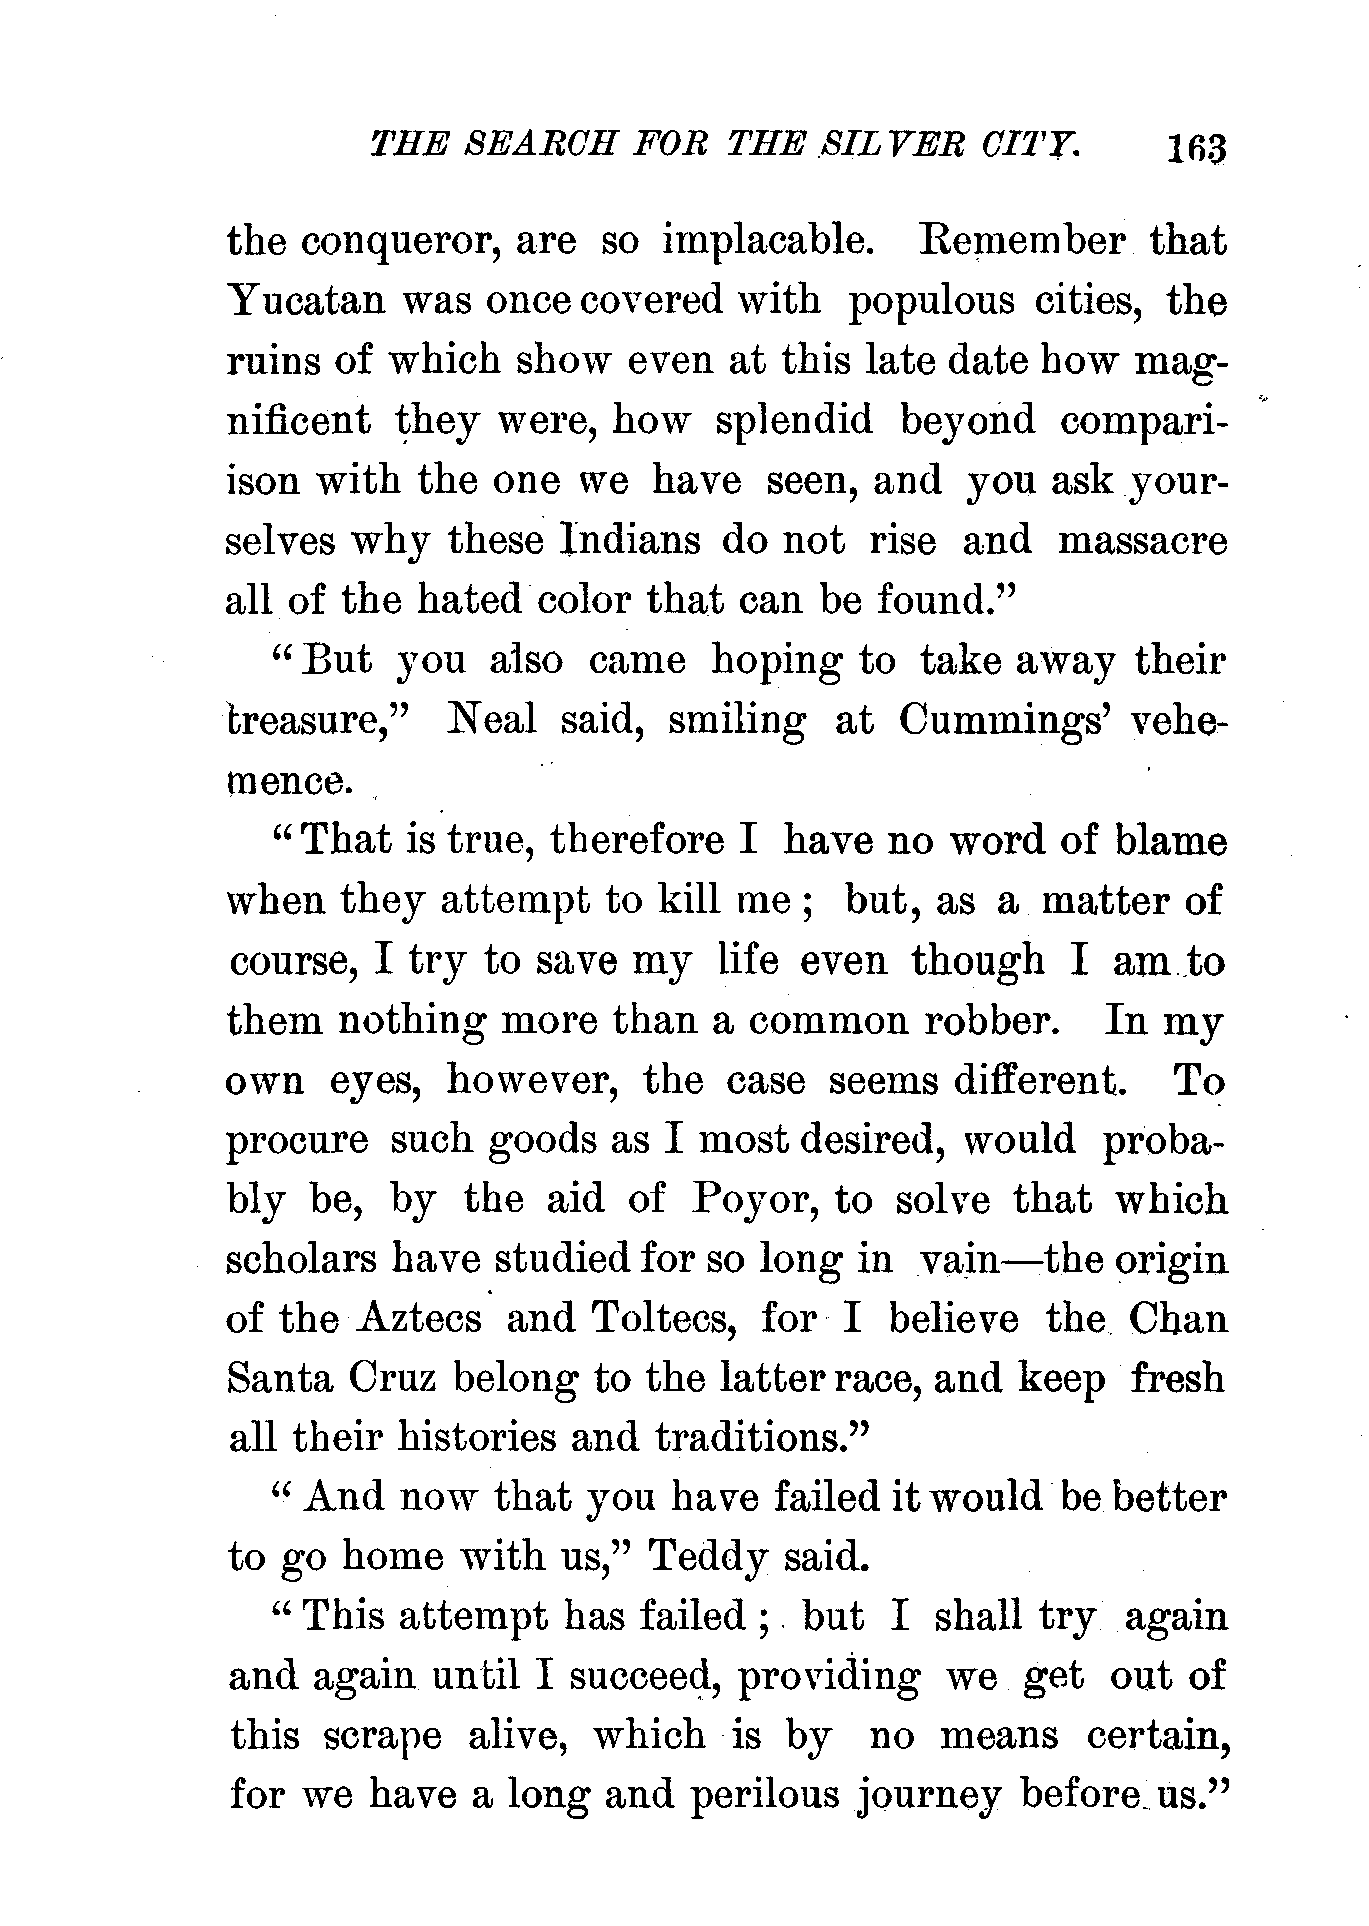 THE SEARCH FOR THE SILVER CITY. 163
the conqueror, are so implacable. Remember that
Yucatan was once covered with populous cities, the
ruins of which show even at this late date how mag-
nificent they were, how splendid beyond compari-
ison with the one we have seen, and you ask your-
selves why these Indians do not rise and massacre
all of the hated color that can be found."
"But you also came hoping to take away their
treasure," Neal said, smiling at Cummings' vehe-
mence.
"That is true, therefore I have no word of blame
when they attempt to kill me; but, as a matter of
course, I try to save my life even though I am to
them nothing more than a common robber. In my
own eyes, however, the case seems different. To
procure such goods as I most desired, would proba-
bly be, by the aid of Poyor, to solve that which
scholars have studied for so long in vain—the origin
of the Aztecs and Toltecs, for I believe the Chan
Santa Cruz belong to the latter race, and keep fresh
all their histories and traditions."
"And now that you have failed it would be better
to go home with us," Teddy said.
"This attempt has failed; but I shall try again
and again until I succeed, providing we get out of
this scrape alive, which is by no means certain,
for we have a long and perilous journey before us."